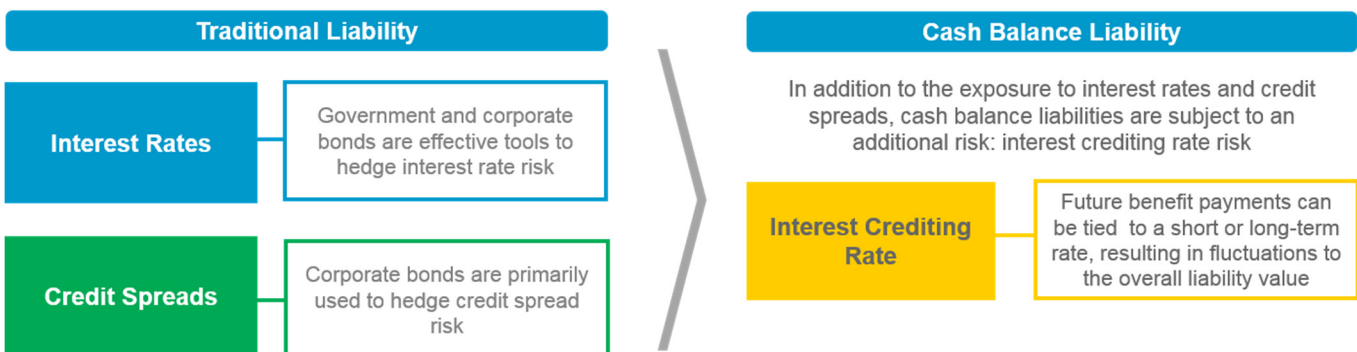 Traditional Liability
Interest Rates
Government and corporate
bonds are effective tools to
hedge interest rate risk
Credit Spreads
Corporate bonds are primarily
used to hedge credit spread
risk
Cash Balance Liability
In addition to the exposure to interest rates and credit
spreads, cash balance liabilities are subject to an
additional risk: interest crediting rate risk
Interest Crediting
Rate
Future benefit payments can
be tied to a short or long-term
rate, resulting in fluctuations to
the overall liability value